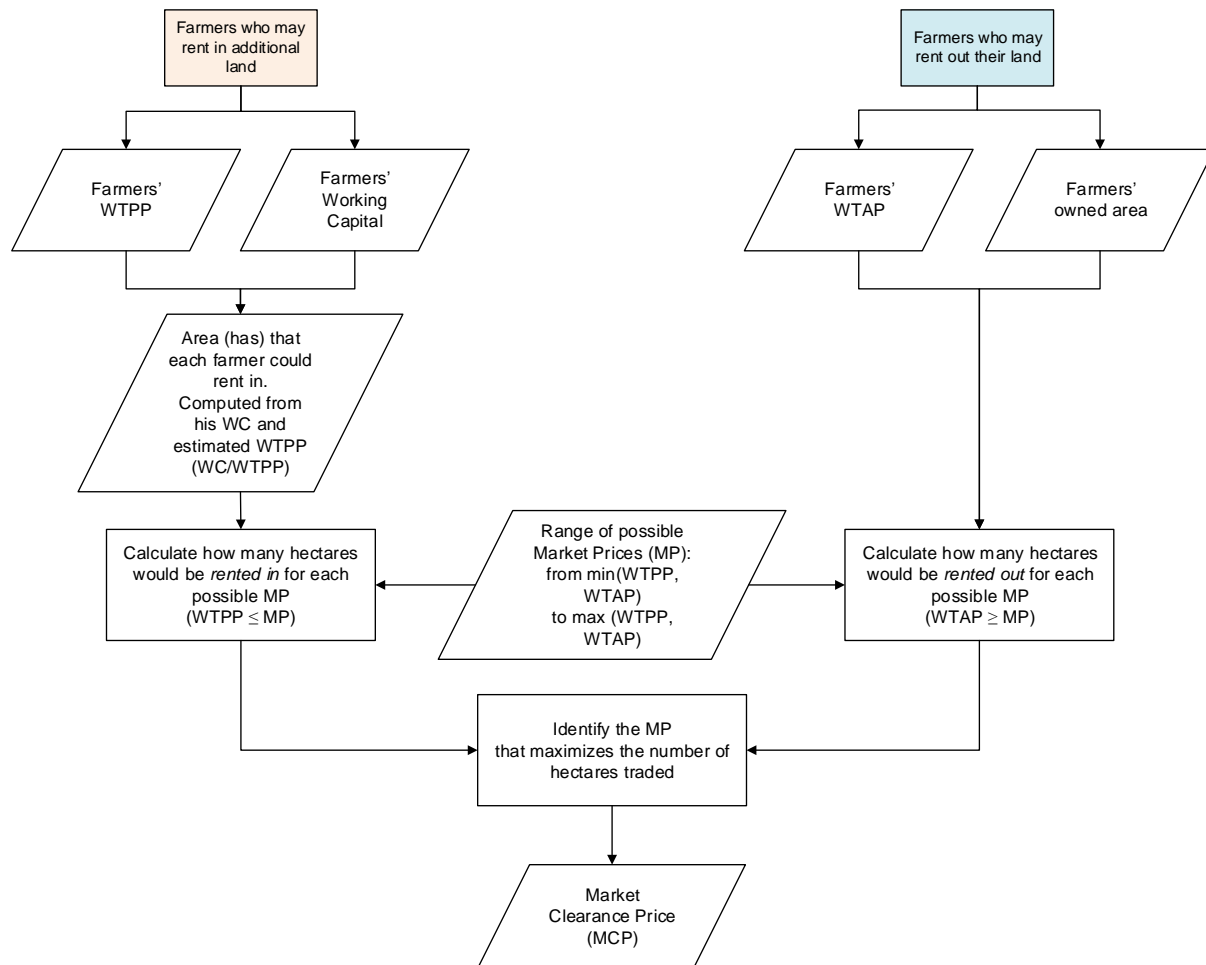 Farmers who may
rent in additional
land
Farmers who may
rent out their land
Farmers'
WTPP
Farmers'
Working
Capital
Farmers'
WTAP
Farmers'
owned area
Area (has) that
each farmer could
rent in.
Computed from
his WC and
estimated WTPP
(WC/WTPP)
Calculate how many hectares
would be rented in for each
possible MP
(WTPP ≤ MP)
Range of possible
Market Prices (MP):
from min(WTPP,
WTAP)
to max (WTPP,
WTAP)
Calculate how many hectares
would be rented out for each
possible MP
(WTAP ≥ MP)
Identify the MP
that maximizes the number of
hectares traded
Market
Clearance Price
(MCP)